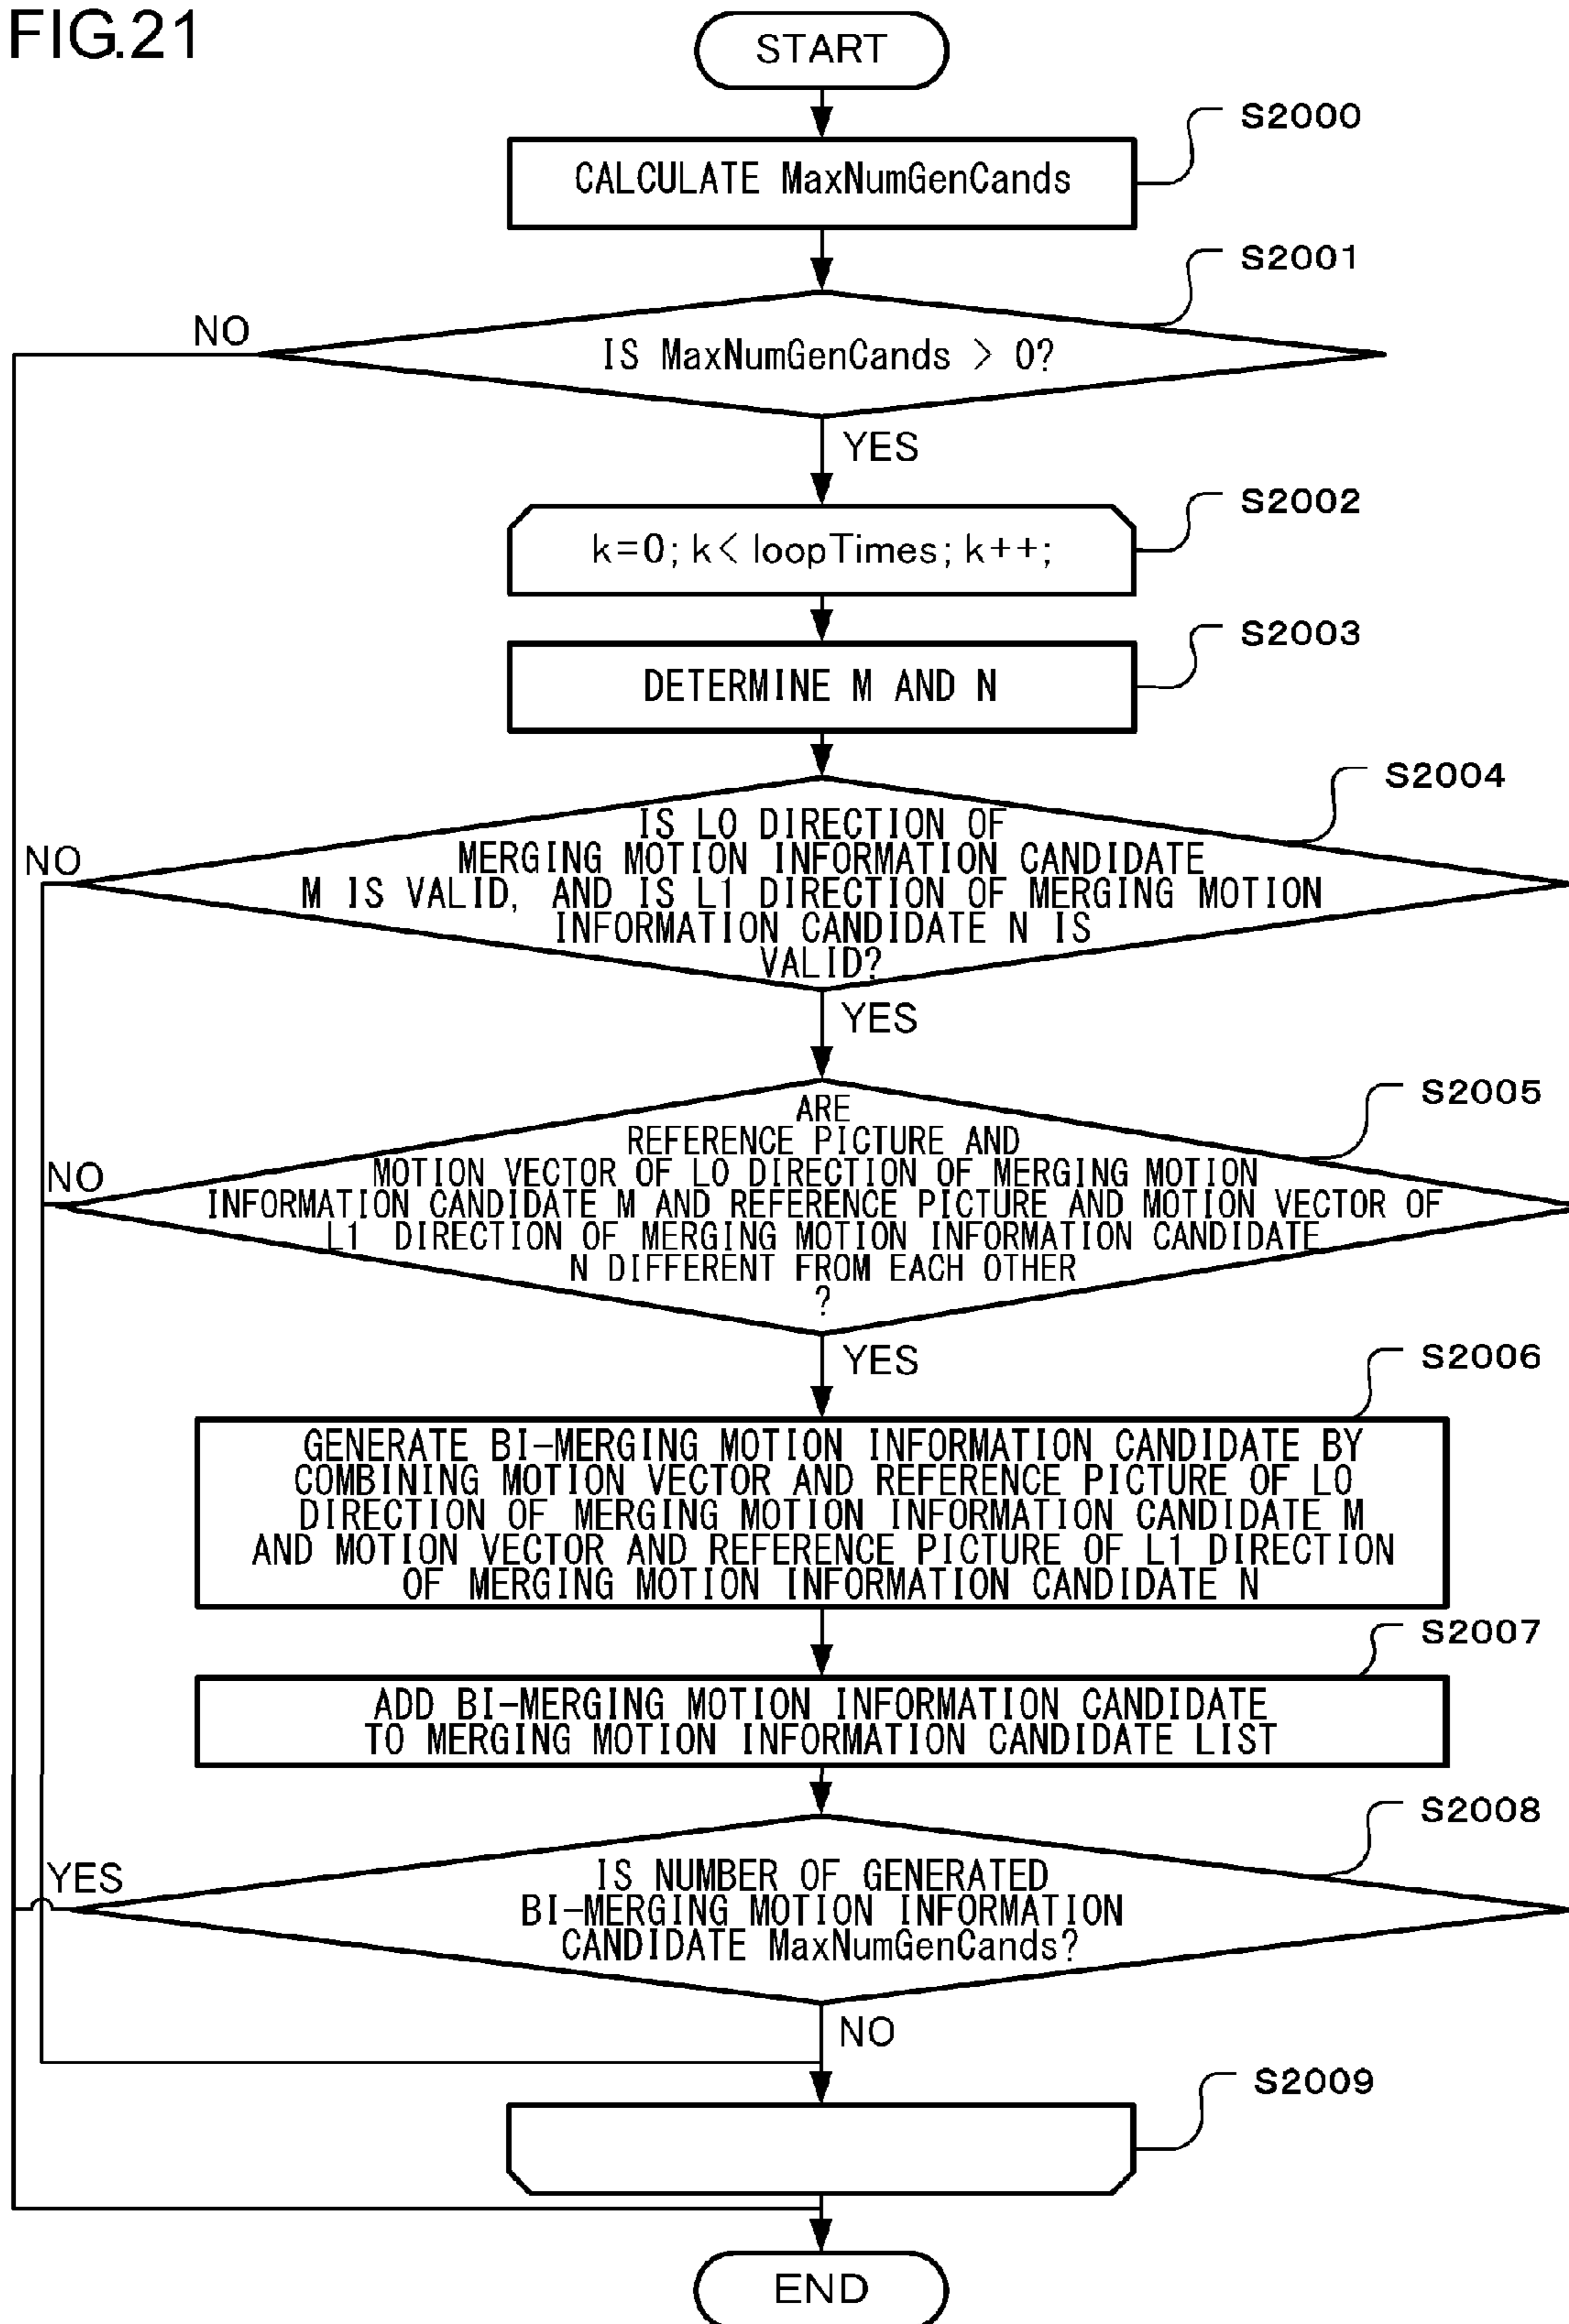 FIG.21
START
S2000
CALCULATE MaxNumGenCands
S2001
NO
IS MaxNumGenCands > 0?
YES
S2002
k=0; k< loopTimes; k++;
S2003
DETERMINE M AND N
S2004
IS L0 DIRECTION OF
NO
MERGING MOTION INFORMATION CANDIDATE
M IS VALID, AND IS L1 DIRECTION OF MERGING MOTION
INFORMATION CANDIDATE N IS
VALID?
YES
S2005
ARE
REFERENCE PICTURE AND
NO
MOTION VECTOR OF L0 DIRECTION OF MERGING MOTION
INFORMATION CANDIDATE M AND REFERENCE PICTURE AND MOTION VECTOR OF
L1 DIRECTION OF MERGING MOTION INFORMATION CANDIDATE
N DIFFERENT FROM EACH OTHER
?
YES
S2006
GENERATE BI-MERGING MOTION INFORMATION CANDIDATE BY
COMBINING MOTION VECTOR AND REFERENCE PICTURE OF L0
DIRECTION OF MERGING MOTION INFORMATION CANDIDATE M
AND MOTION VECTOR AND REFERENCE PICTURE OF L1 DIRECTION
OF MERGING MOTION INFORMATION CANDIDATE N
S2007
ADD BI-MERGING MOTION INFORMATION CANDIDATE
TO MERGING MOTION INFORMATION CANDIDATE LIST
S2008
YES
IS NUMBER OF GENERATED
BI-MERGING MOTION INFORMATION
CANDIDATE MaxNumGenCands?
NO
S2009
END